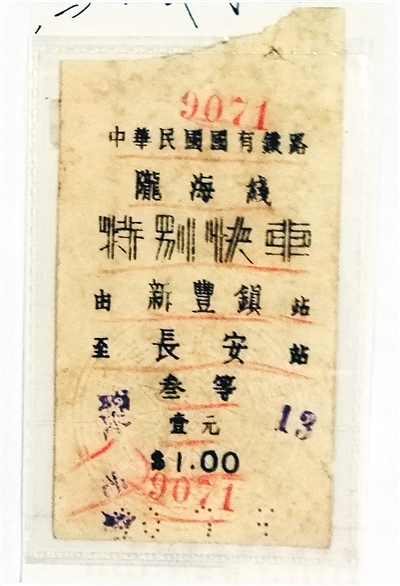 9071
中華民國國有鐵路
隴海綫
特別快車
由 新豐鎮 站
至 長安 站
叁等
壹元 13
$1.00
9071